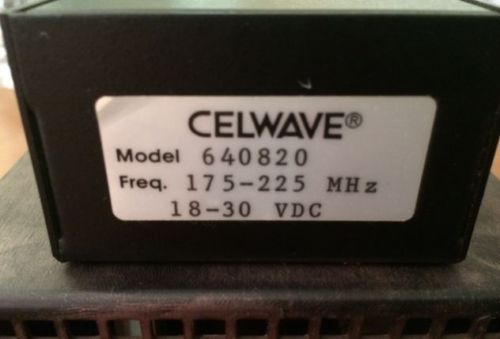 CELWAVE®
Model 640820
Freq. 175-225 MHz
18-30 VDC